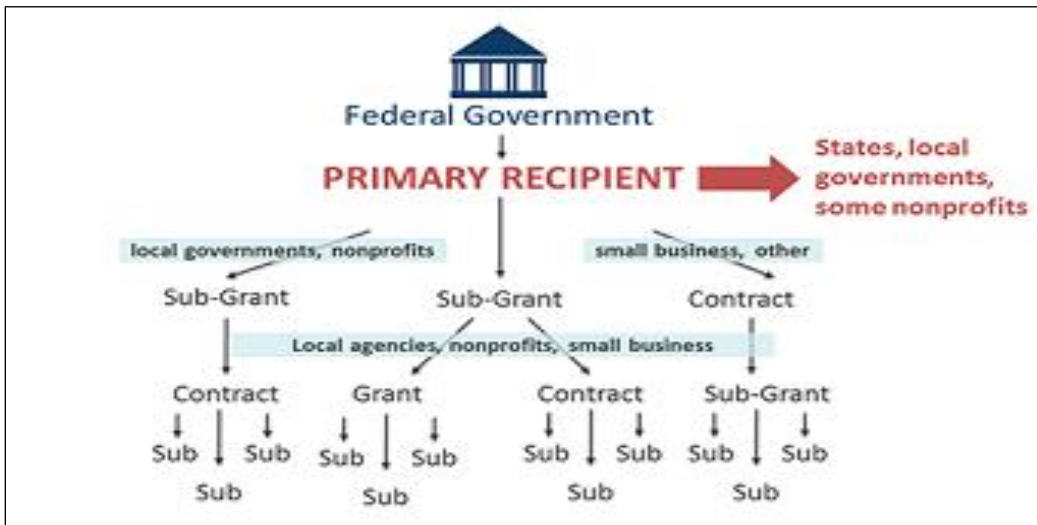 Federal Government
PRIMARY RECIPIENT
States, local
governments,
some nonprofits
local governments, nonprofits
small business, other
Sub-Grant
Sub-Grant
Contract
Local agencies, nonprofits, small business
Contract
Grant
Contract
Sub-Grant
Sub
Sub
Sub
Sub
Sub
Sub
Sub
Sub
Sub
Sub
Sub
Sub